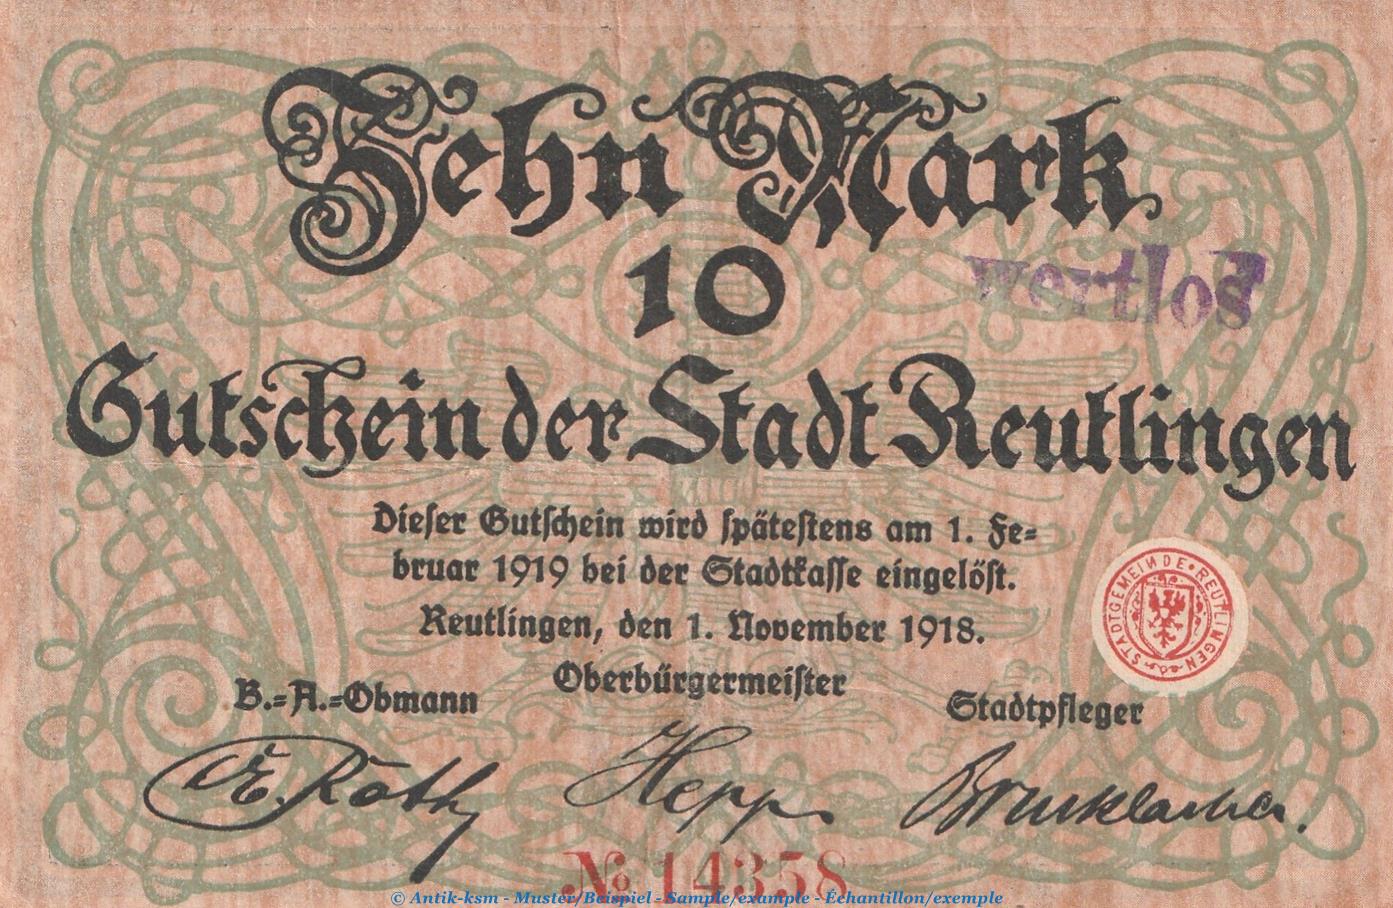 Zehn Mark
10
wertlos
Gutschein der Stadt Reutlingen
Dieser Gutschein wird spätestens am 1. Fe=
bruar 1919 bei der Stadtkasse eingelöst.
Reutlingen, den 1. November 1918.
B.=A.=Obmann
Oberbürgermeister
Stadtpfleger
STADTGEMEINDE • REUTLINGEN
E. Roth
Hepp
№ 14358
© Antik-ksm - Muster/Beispiel - Sample/example - Échantillon/exemple